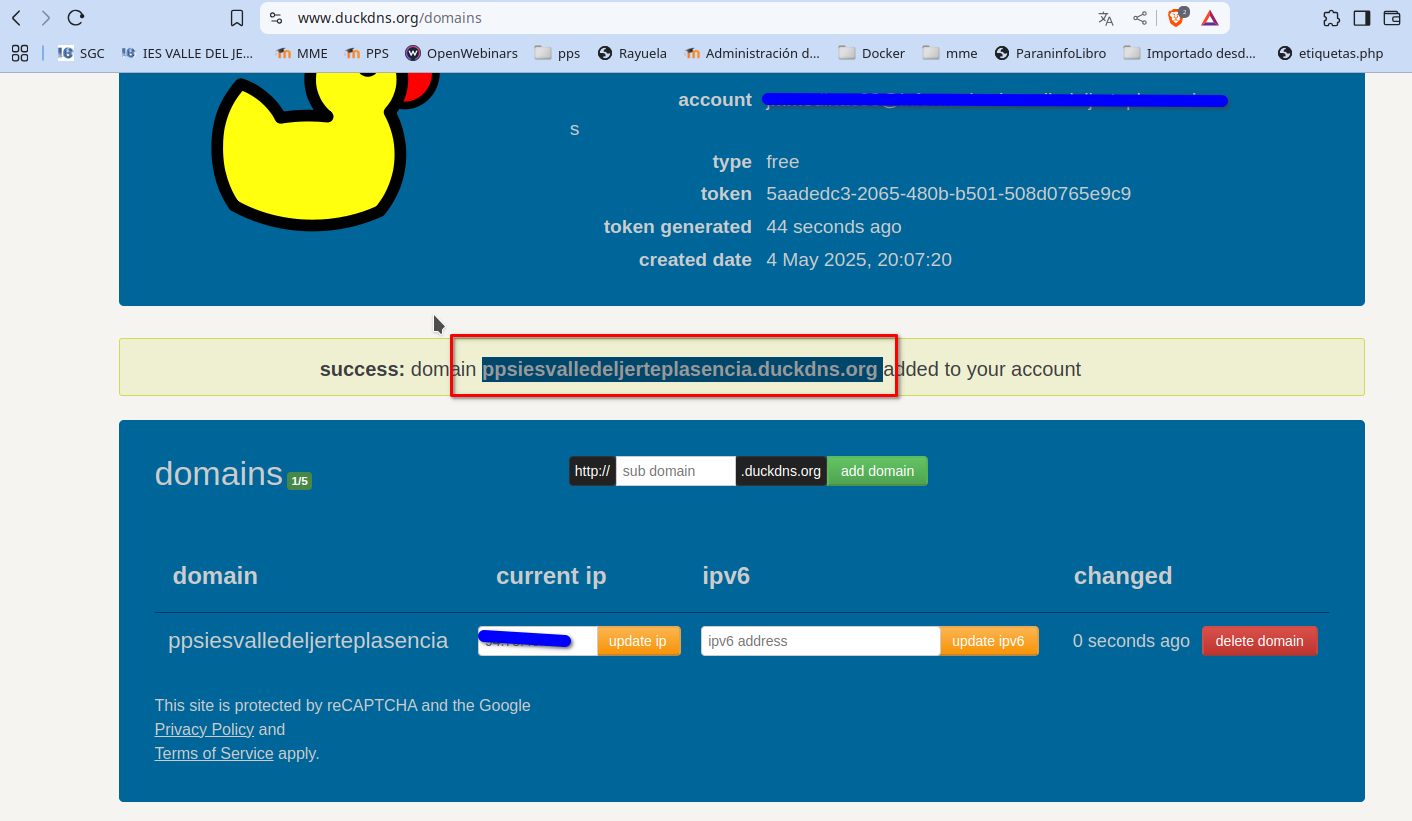 www.duckdns.org/domains
SGC IES VALLE DEL JE... MME PPS OpenWebinars pps Rayuela Administración d... Docker mme ParaninfoLibro Importado desd... etiquetas.php
account
s
type free
token 5aadedc3-2065-480b-b501-508d0765e9c9
token generated 44 seconds ago
created date 4 May 2025, 20:07:20
success: domain ppsiesvalledeljerteplasencia.duckdns.org added to your account
domains 1/5 http:// sub domain .duckdns.org add domain
domain current ip ipv6 changed
ppsiesvalledeljerteplasencia update ip ipv6 address update ipv6 0 seconds ago delete domain
This site is protected by reCAPTCHA and the Google
Privacy Policy and
Terms of Service apply.